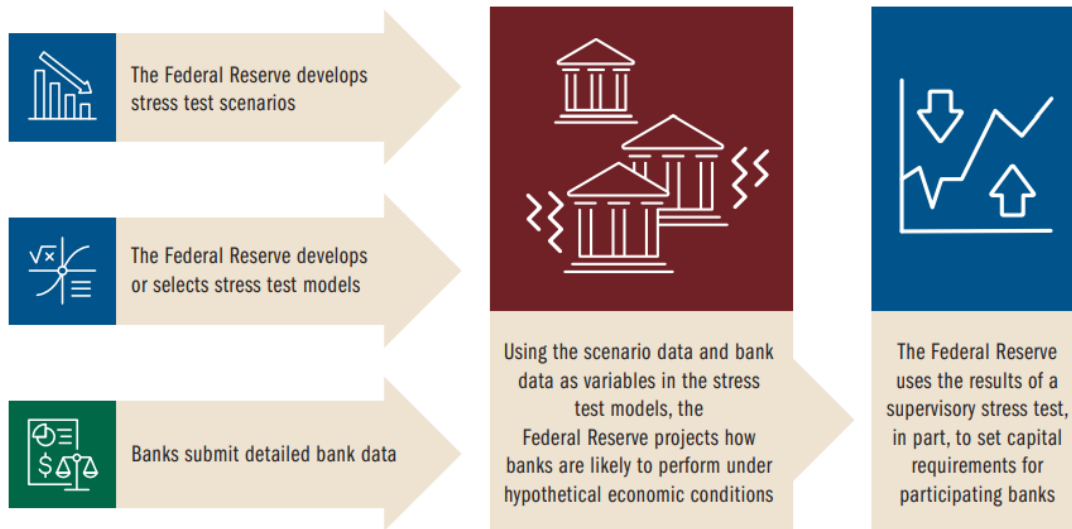 The Federal Reserve develops
stress test scenarios
√x
The Federal Reserve develops
or selects stress test models
$
Banks submit detailed bank data
Using the scenario data and bank
data as variables in the stress
test models, the
Federal Reserve projects how
banks are likely to perform under
hypothetical economic conditions
The Federal Reserve
uses the results of a
supervisory stress test,
in part, to set capital
requirements for
participating banks